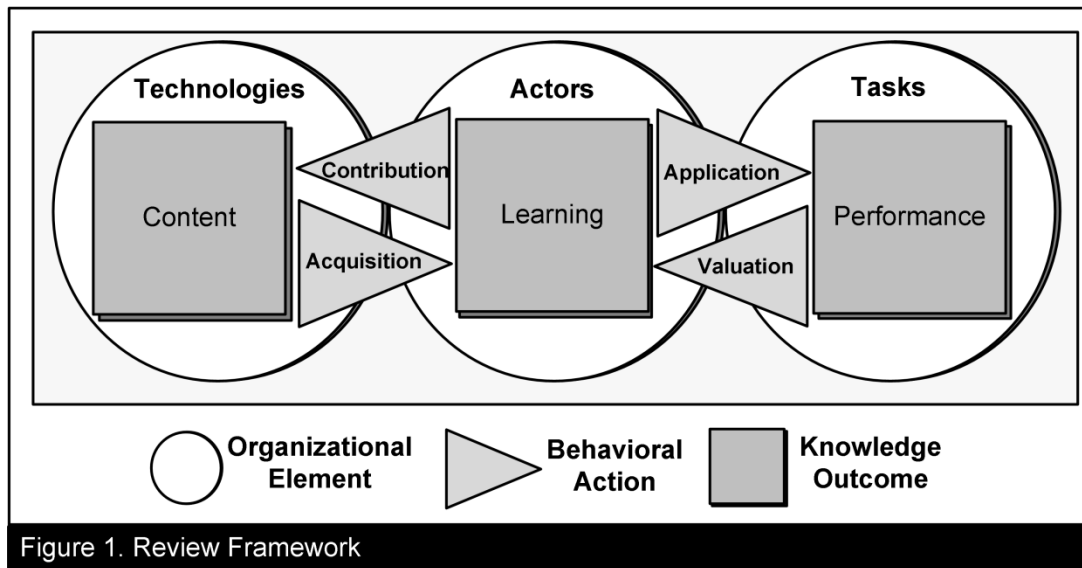 Technologies
Actors
Tasks
Contribution
Application
Content
Learning
Performance
Acquisition
Valuation
Organizational
Element
Behavioral
Action
Knowledge
Outcome
Figure 1. Review Framework